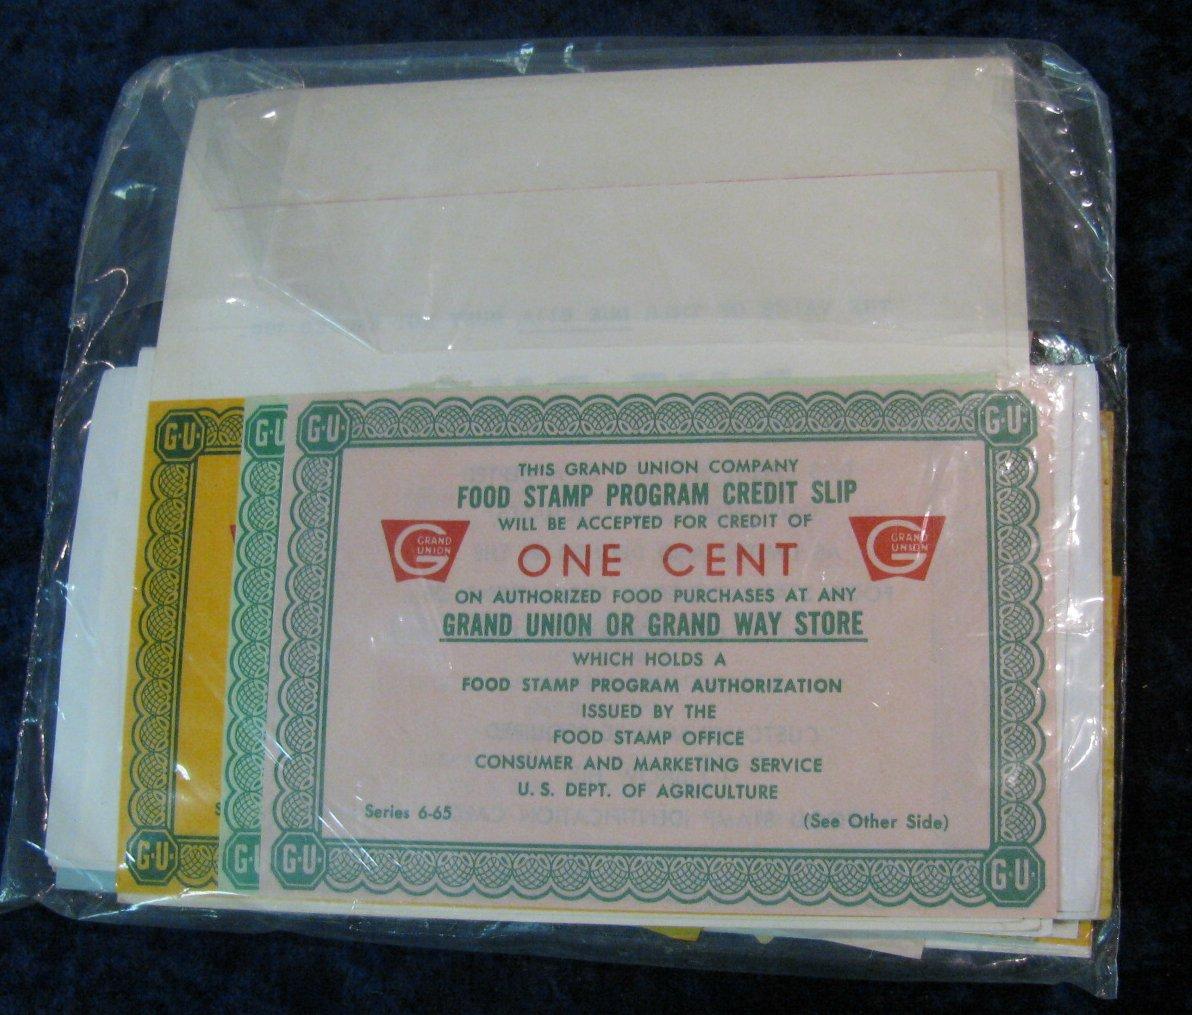 G·U·
G·U
G·U·
G·U·
THIS GRAND UNION COMPANY
FOOD STAMP PROGRAM CREDIT SLIP
WILL BE ACCEPTED FOR CREDIT OF
GRAND UNION
ONE CENT
GRAND UNION
ON AUTHORIZED FOOD PURCHASES AT ANY
GRAND UNION OR GRAND WAY STORE
WHICH HOLDS A
FOOD STAMP PROGRAM AUTHORIZATION
ISSUED BY THE
FOOD STAMP OFFICE
CONSUMER AND MARKETING SERVICE
U. S. DEPT. OF AGRICULTURE
Series 6-65
(See Other Side)
G·U·
G·U
G·U·
G·U·